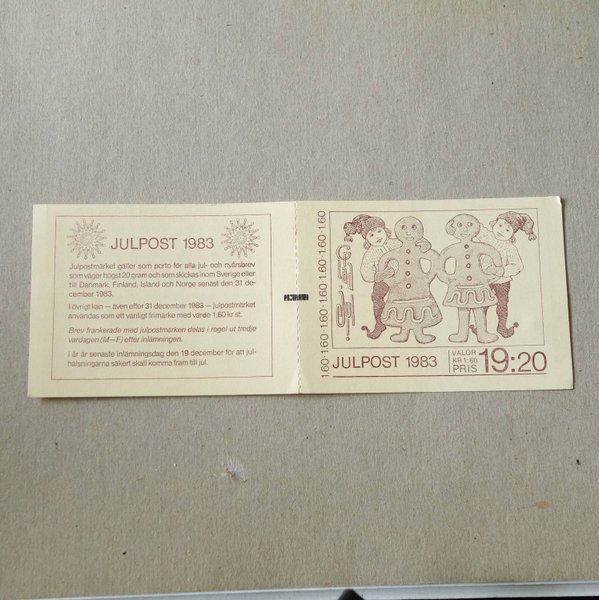 JULPOST 1983
Julpostmärket gäller som porto för alla jul- och nyårsbrev
som väger högst 20 gram och som skickas inom Sverige eller
till Danmark, Finland, Island och Norge senast den 31 de-
cember 1983.
I övrigt kan – även efter 31 december 1983 – julpostmärket
användas som ett vanligt frimärke med värde 1,60 kr st.
Brev frankerade med julpostmärken delas i regel ut tredje
vardagen (M–F) efter inlämningen.
I år är senaste inlämningsdag den 19 december för att jul-
hälsningarna säkert skall komma fram till jul.
1.60·1.60·1.60·1.60·1.60·1.60·1.60·1.60
JULPOST 1983
VALÖR
KR 1:60
PRIS
19:20